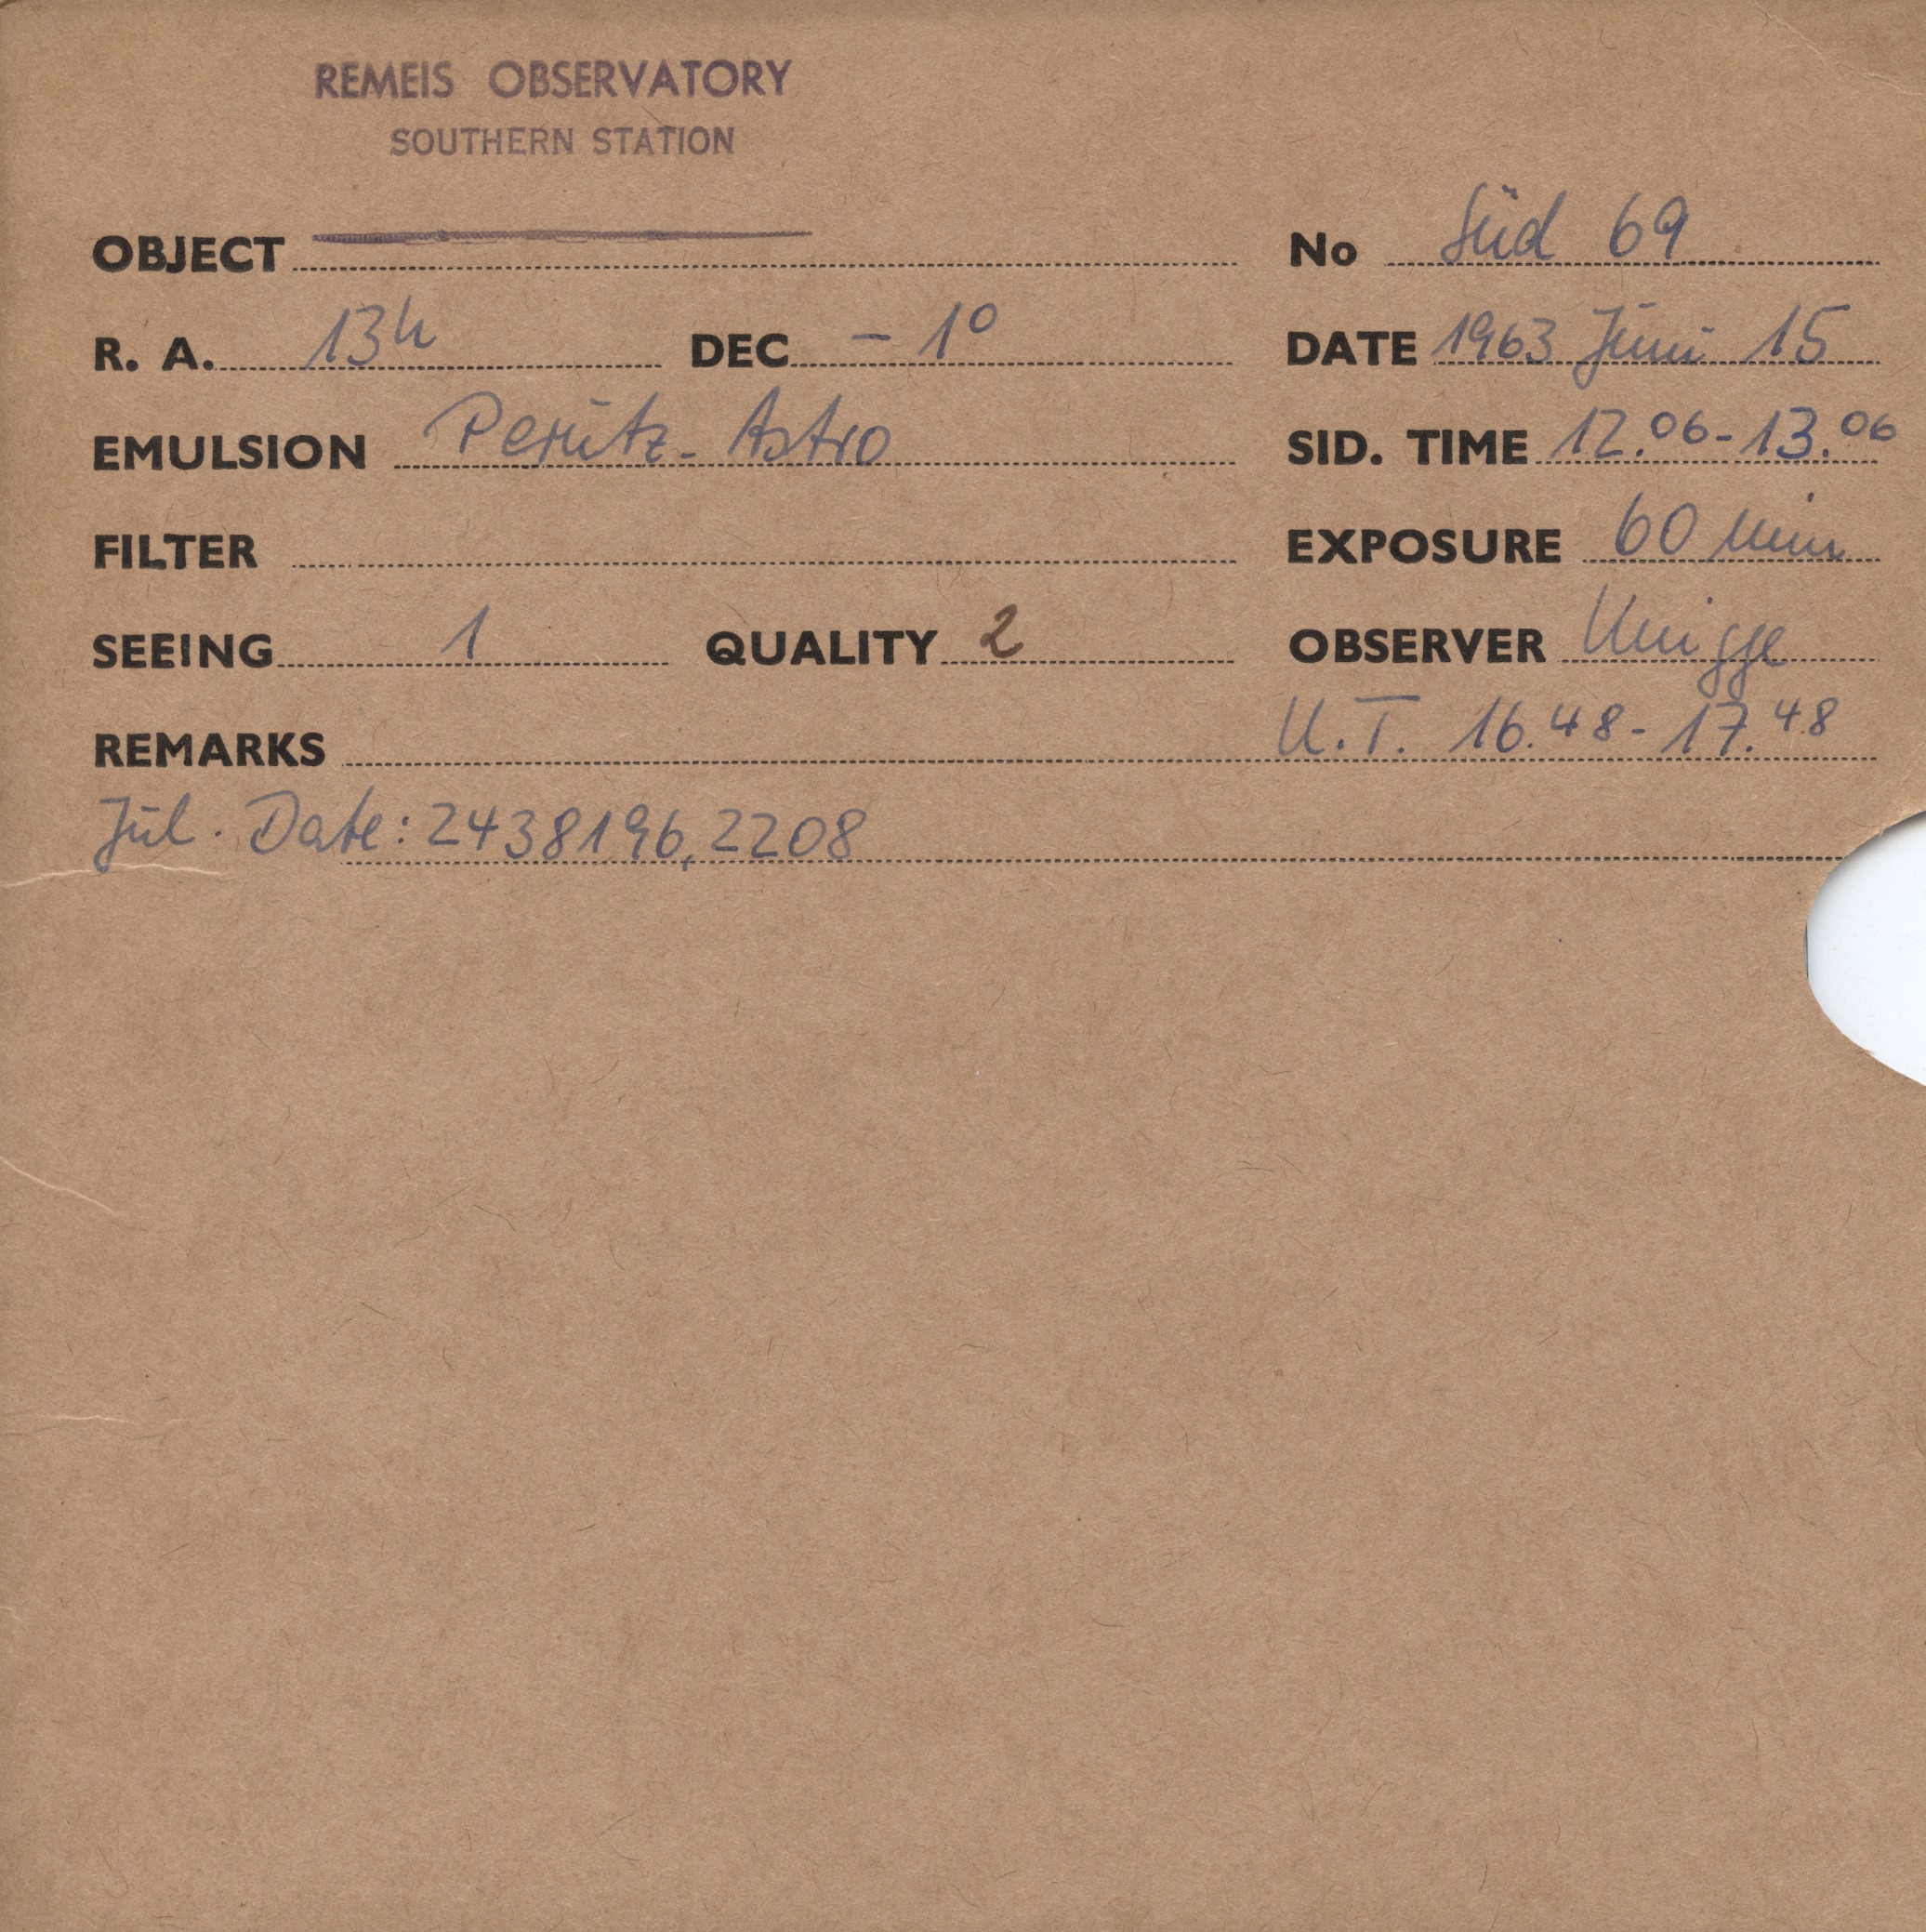 REMEIS OBSERVATORY
SOUTHERN STATION
OBJECT No Süd 69
R. A. 13h DEC - 1° DATE 1963 Juni 15
EMULSION Perutz-Astro SID. TIME 12.06-13.06
FILTER EXPOSURE 60 min
SEEING 1 QUALITY 2 OBSERVER Knigge
REMARKS U.T. 16.48-17.48
Jul. Date: 2438196,2208